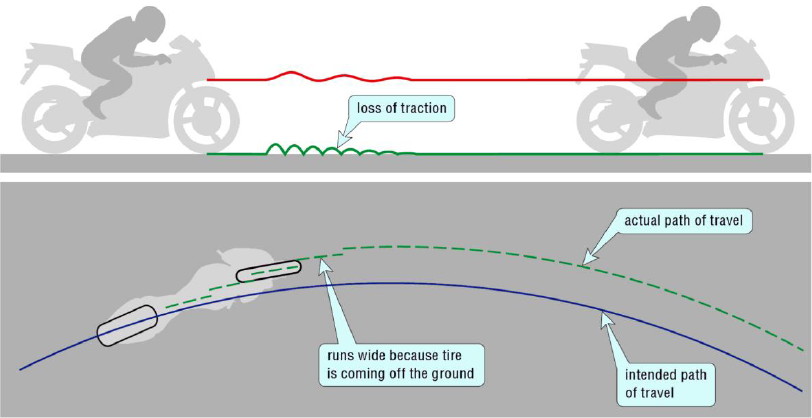 loss of traction
actual path of travel
runs wide because tire
is coming off the ground
intended path
of travel